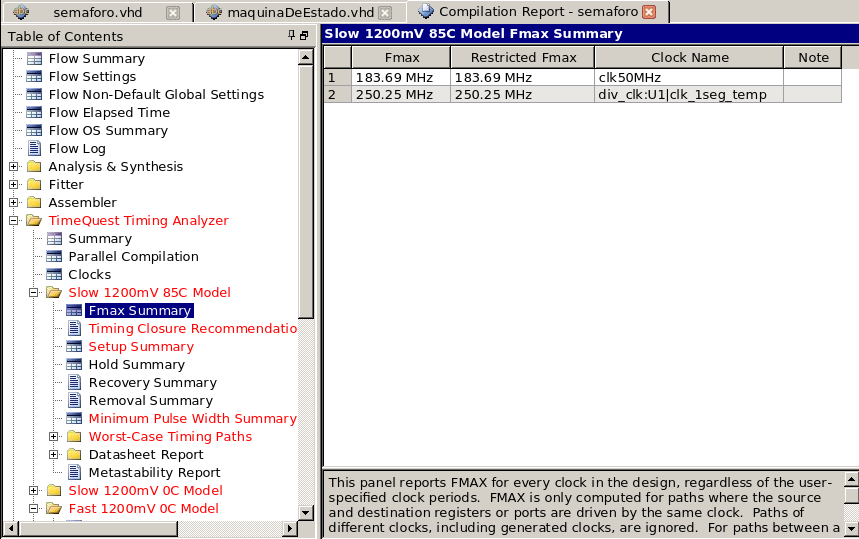 semaforo.vhd
maquinaDeEstado.vhd
Compilation Report - semaforo
Table of Contents
Flow Summary
Flow Settings
Flow Non-Default Global Settings
Flow Elapsed Time
Flow OS Summary
Flow Log
Analysis & Synthesis
Fitter
Assembler
TimeQuest Timing Analyzer
Summary
Parallel Compilation
Clocks
Slow 1200mV 85C Model
Fmax Summary
Timing Closure Recommendatio
Setup Summary
Hold Summary
Recovery Summary
Removal Summary
Minimum Pulse Width Summary
Worst-Case Timing Paths
Datasheet Report
Metastability Report
Slow 1200mV 0C Model
Fast 1200mV 0C Model
Slow 1200mV 85C Model Fmax Summary
Fmax Restricted Fmax Clock Name Note
1 183.69 MHz 183.69 MHz clk50MHz
2 250.25 MHz 250.25 MHz div_clk:U1|clk_1seg_temp
This panel reports FMAX for every clock in the design, regardless of the user-
specified clock periods. FMAX is only computed for paths where the source
and destination registers or ports are driven by the same clock. Paths of
different clocks, including generated clocks, are ignored. For paths between a